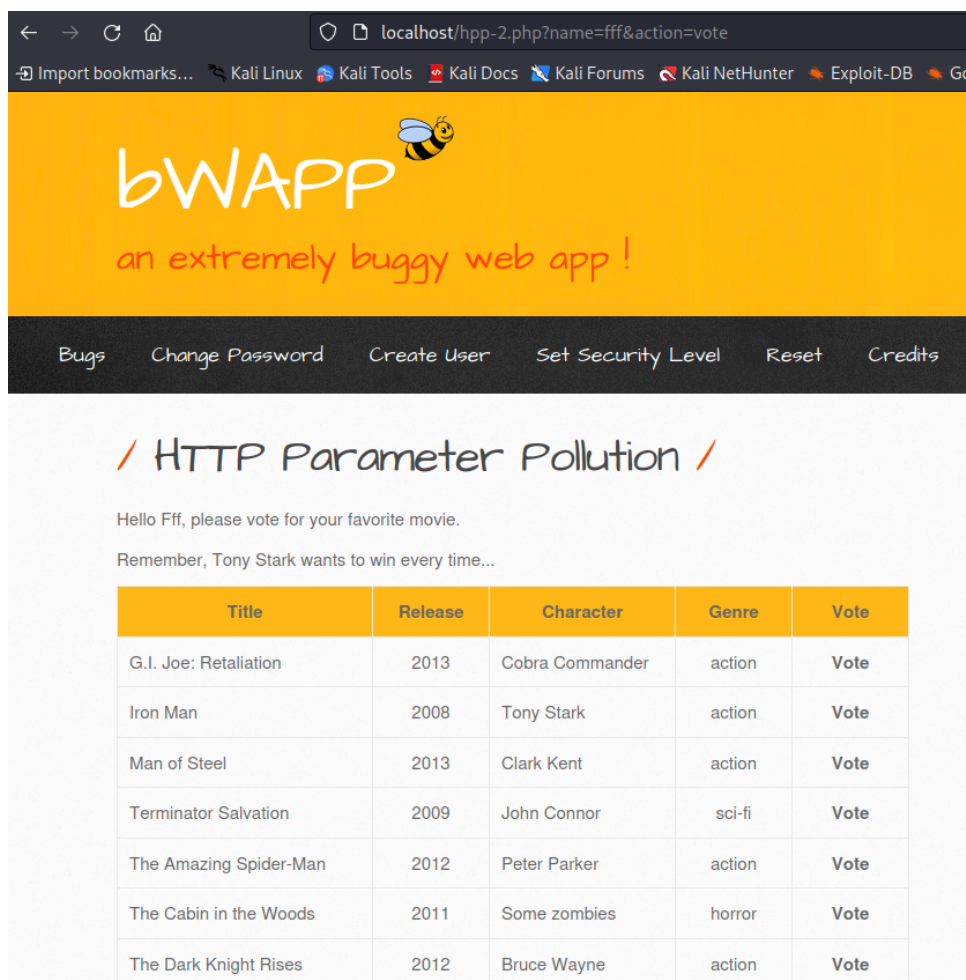 localhost/hpp-2.php?name=fff&action=vote
Import bookmarks... Kali Linux Kali Tools Kali Docs Kali Forums Kali NetHunter Exploit-DB
bWAPP
an extremely buggy web app !
Bugs Change Password Create User Set Security Level Reset Credits
/ HTTP Parameter Pollution /
Hello Fff, please vote for your favorite movie.
Remember, Tony Stark wants to win every time...
Title Release Character Genre Vote
G.I. Joe: Retaliation 2013 Cobra Commander action Vote
Iron Man 2008 Tony Stark action Vote
Man of Steel 2013 Clark Kent action Vote
Terminator Salvation 2009 John Connor sci-fi Vote
The Amazing Spider-Man 2012 Peter Parker action Vote
The Cabin in the Woods 2011 Some zombies horror Vote
The Dark Knight Rises 2012 Bruce Wayne action Vote